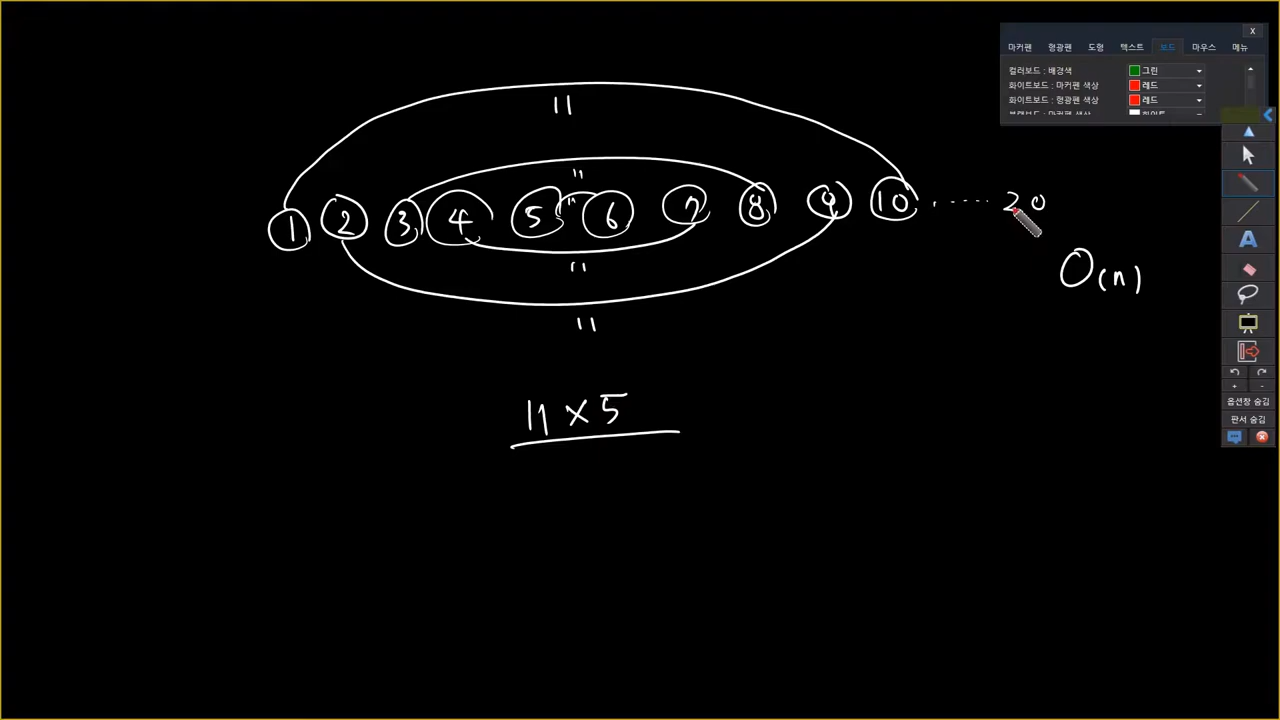 X
마커펜 형광펜 도형 텍스트 보드 마우스 메뉴
컬러보드 : 배경색 그린
화이트보드 : 마커펜 색상 레드
화이트보드 : 형광펜 색상 레드
11
11
11
1 2 3 4 5 6 7 8 9 10 ..... 20
11
O(n)
11
11 × 5
A
+ -
옵션창 숨김
판서 숨김